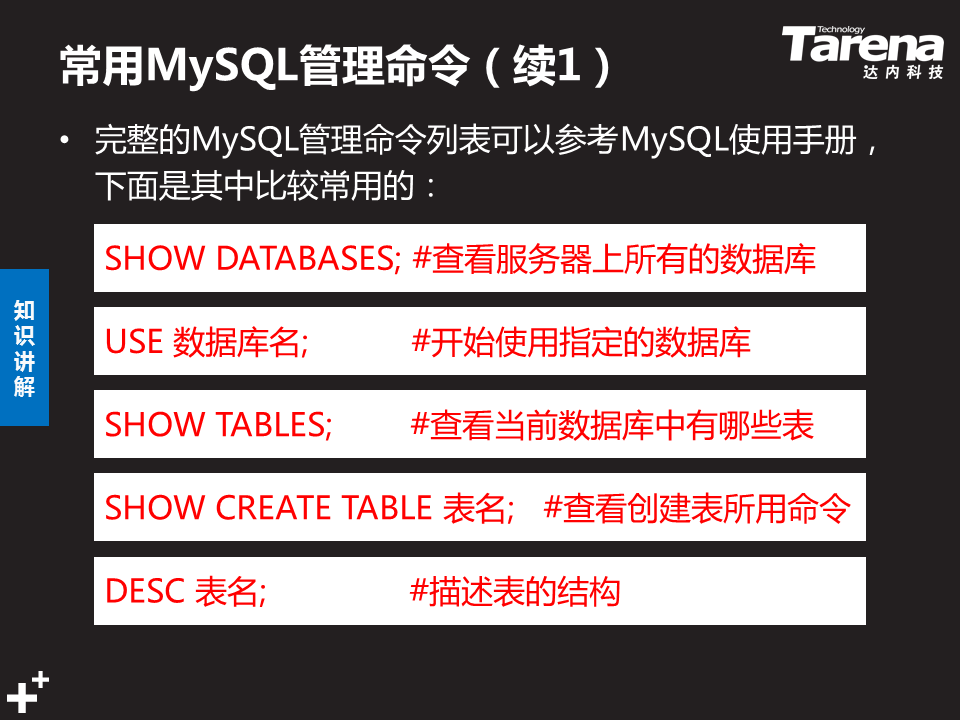 常用MySQL管理命令（续1）
Technology
Tarena
达内科技
• 完整的MySQL管理命令列表可以参考MySQL使用手册，
下面是其中比较常用的：
SHOW DATABASES; #查看服务器上所有的数据库
USE 数据库名; #开始使用指定的数据库
SHOW TABLES; #查看当前数据库中有哪些表
SHOW CREATE TABLE 表名; #查看创建表所用命令
DESC 表名; #描述表的结构
知
识
讲
解